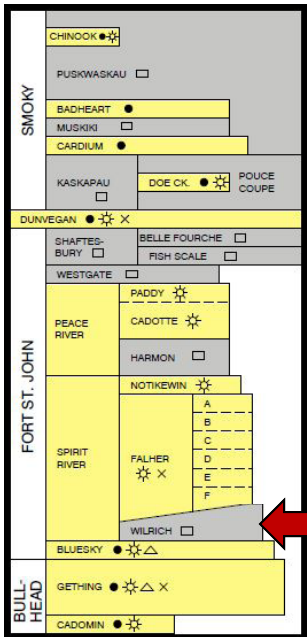 SMOKY
CHINOOK
PUSKWASKAU
BADHEART
MUSKIKI
CARDIUM
KASKAPAU
DOE CK.
POUCE
COUPE
DUNVEGAN
FORT ST. JOHN
SHAFTES-
BURY
BELLE FOURCHE
FISH SCALE
WESTGATE
PEACE
RIVER
PADDY
CADOTTE
HARMON
SPIRIT
RIVER
NOTIKEWIN
FALHER
A
B
C
D
E
F
WILRICH
BLUESKY
BULL-
HEAD
GETHING
CADOMIN